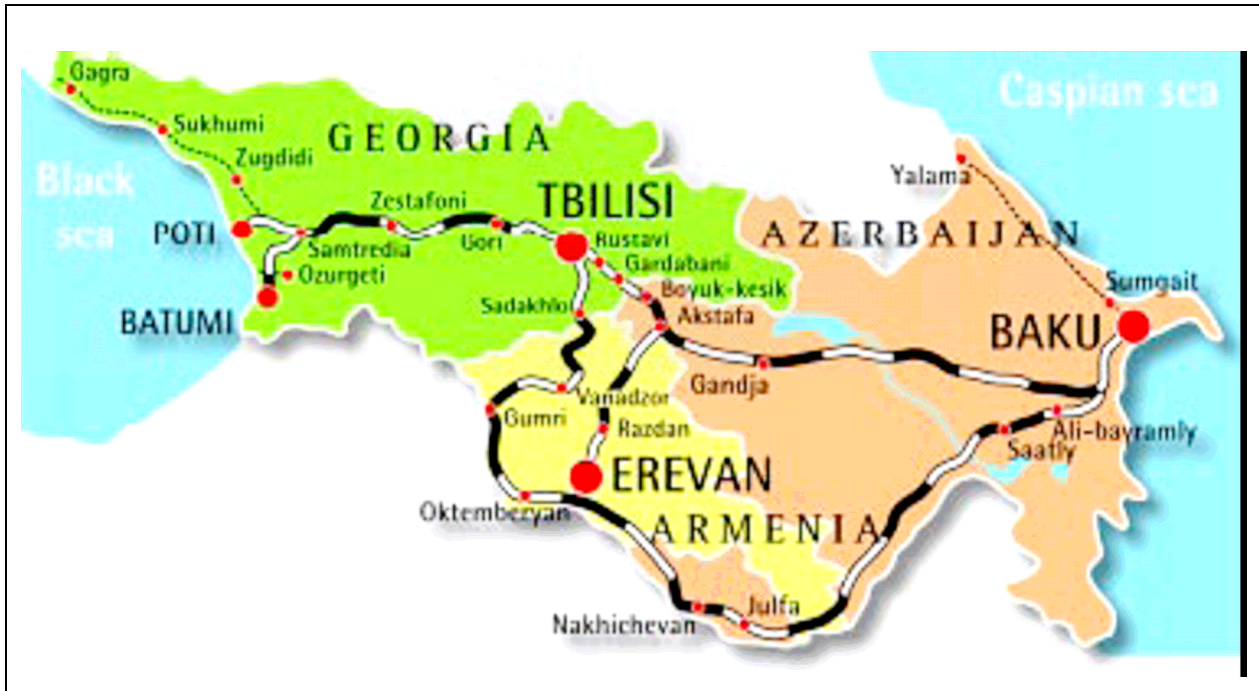 Gagra
Sukhumi
Zugdidi
GEORGIA
Caspian sea
Black
sea
Yalama
POTI
Samtredia
Zestafoni
Gori
TBILISI
Rustavi
Gardabani
Boyuk-kesik
AZERBAIJAN
Ozurgeti
BATUMI
Sadakhlo
Akstafa
Sumgait
BAKU
Gandja
Vanadzor
Gumri
Razdan
Ali-bayramly
Saatly
EREVAN
Oktemberyan
ARMENIA
Nakhichevan
Julfa